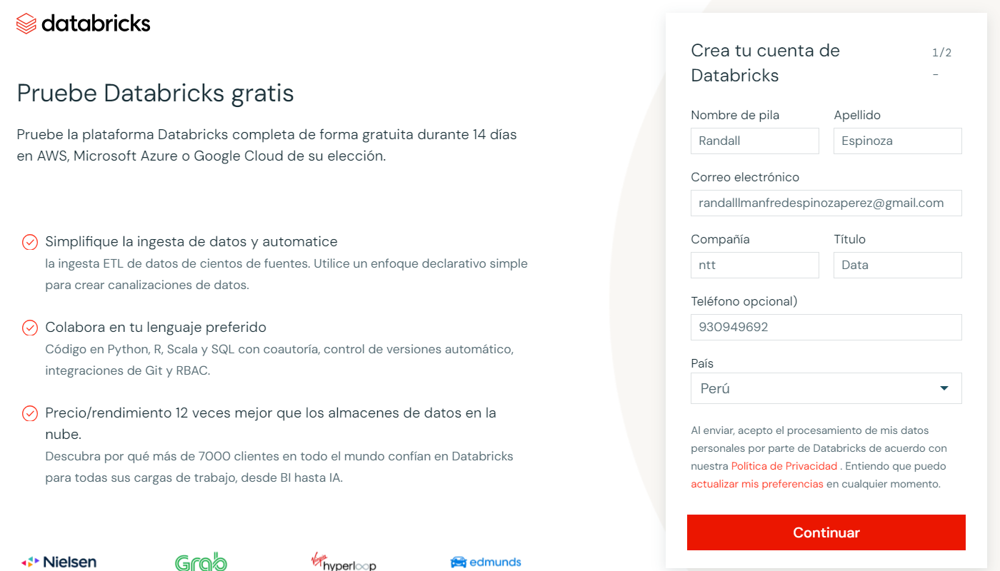 databricks
Pruebe Databricks gratis
Pruebe la plataforma Databricks completa de forma gratuita durante 14 días
en AWS, Microsoft Azure o Google Cloud de su elección.
Simplifique la ingesta de datos y automatice
la ingesta ETL de datos de cientos de fuentes. Utilice un enfoque declarativo simple
para crear canalizaciones de datos.
Colabora en tu lenguaje preferido
Código en Python, R, Scala y SQL con coautoría, control de versiones automático,
integraciones de Git y RBAC.
Precio/rendimiento 12 veces mejor que los almacenes de datos en la
nube.
Descubra por qué más de 7000 clientes en todo el mundo confían en Databricks
para todas sus cargas de trabajo, desde BI hasta IA.
Nielsen Grab Virgin hyperloop edmunds
Crea tu cuenta de 1/2
Databricks -
Nombre de pila Apellido
Randall Espinoza
Correo electrónico
randalllmanfredespinozaperez@gmail.com
Compañía Título
ntt Data
Teléfono opcional)
930949692
País
Perú
Al enviar, acepto el procesamiento de mis datos
personales por parte de Databricks de acuerdo con
nuestra Política de Privacidad . Entiendo que puedo
actualizar mis preferencias en cualquier momento.
Continuar